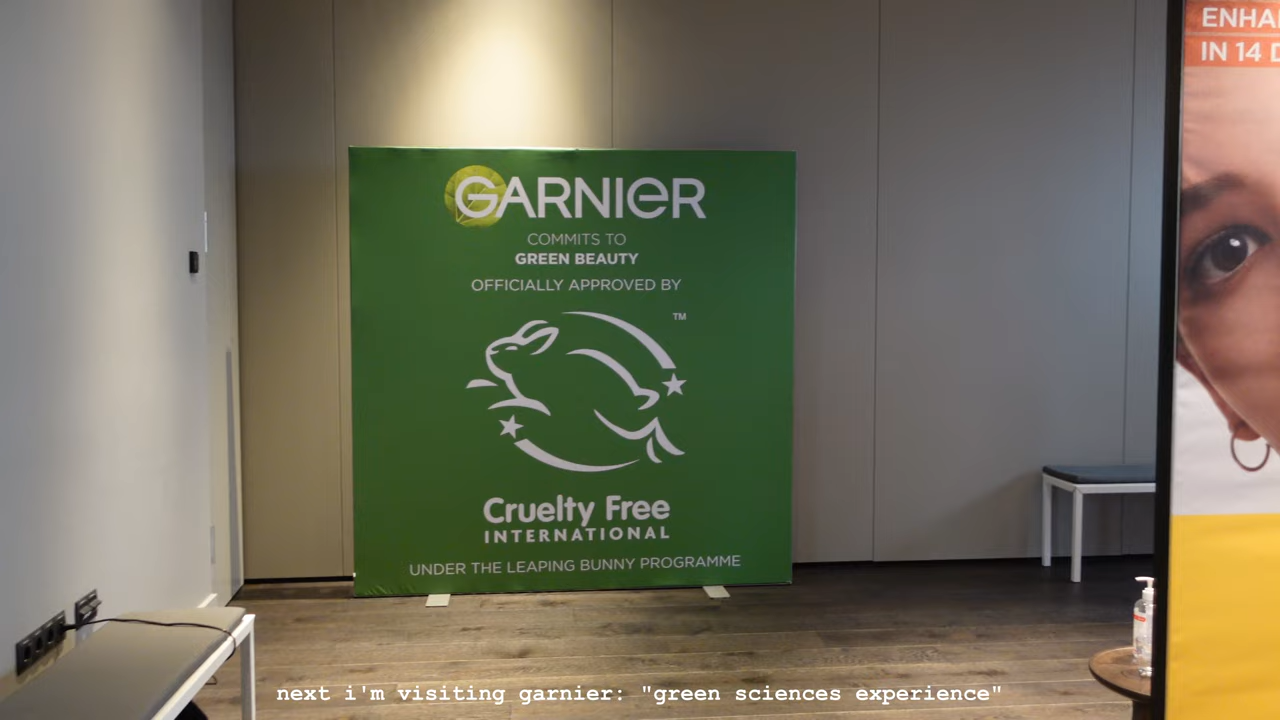 GARNIER
COMMITS TO
GREEN BEAUTY
OFFICIALLY APPROVED BY
TM
Cruelty Free
INTERNATIONAL
UNDER THE LEAPING BUNNY PROGRAMME
IN 14
next i'm visiting garnier: "green sciences experience"